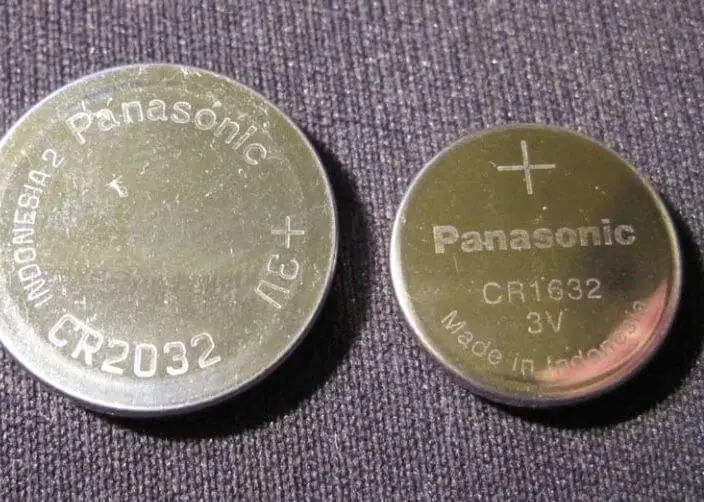 Panasonic
INDONESIA 2
+3V
CR2032
+
Panasonic
CR1632
3V
Made in Indonesia